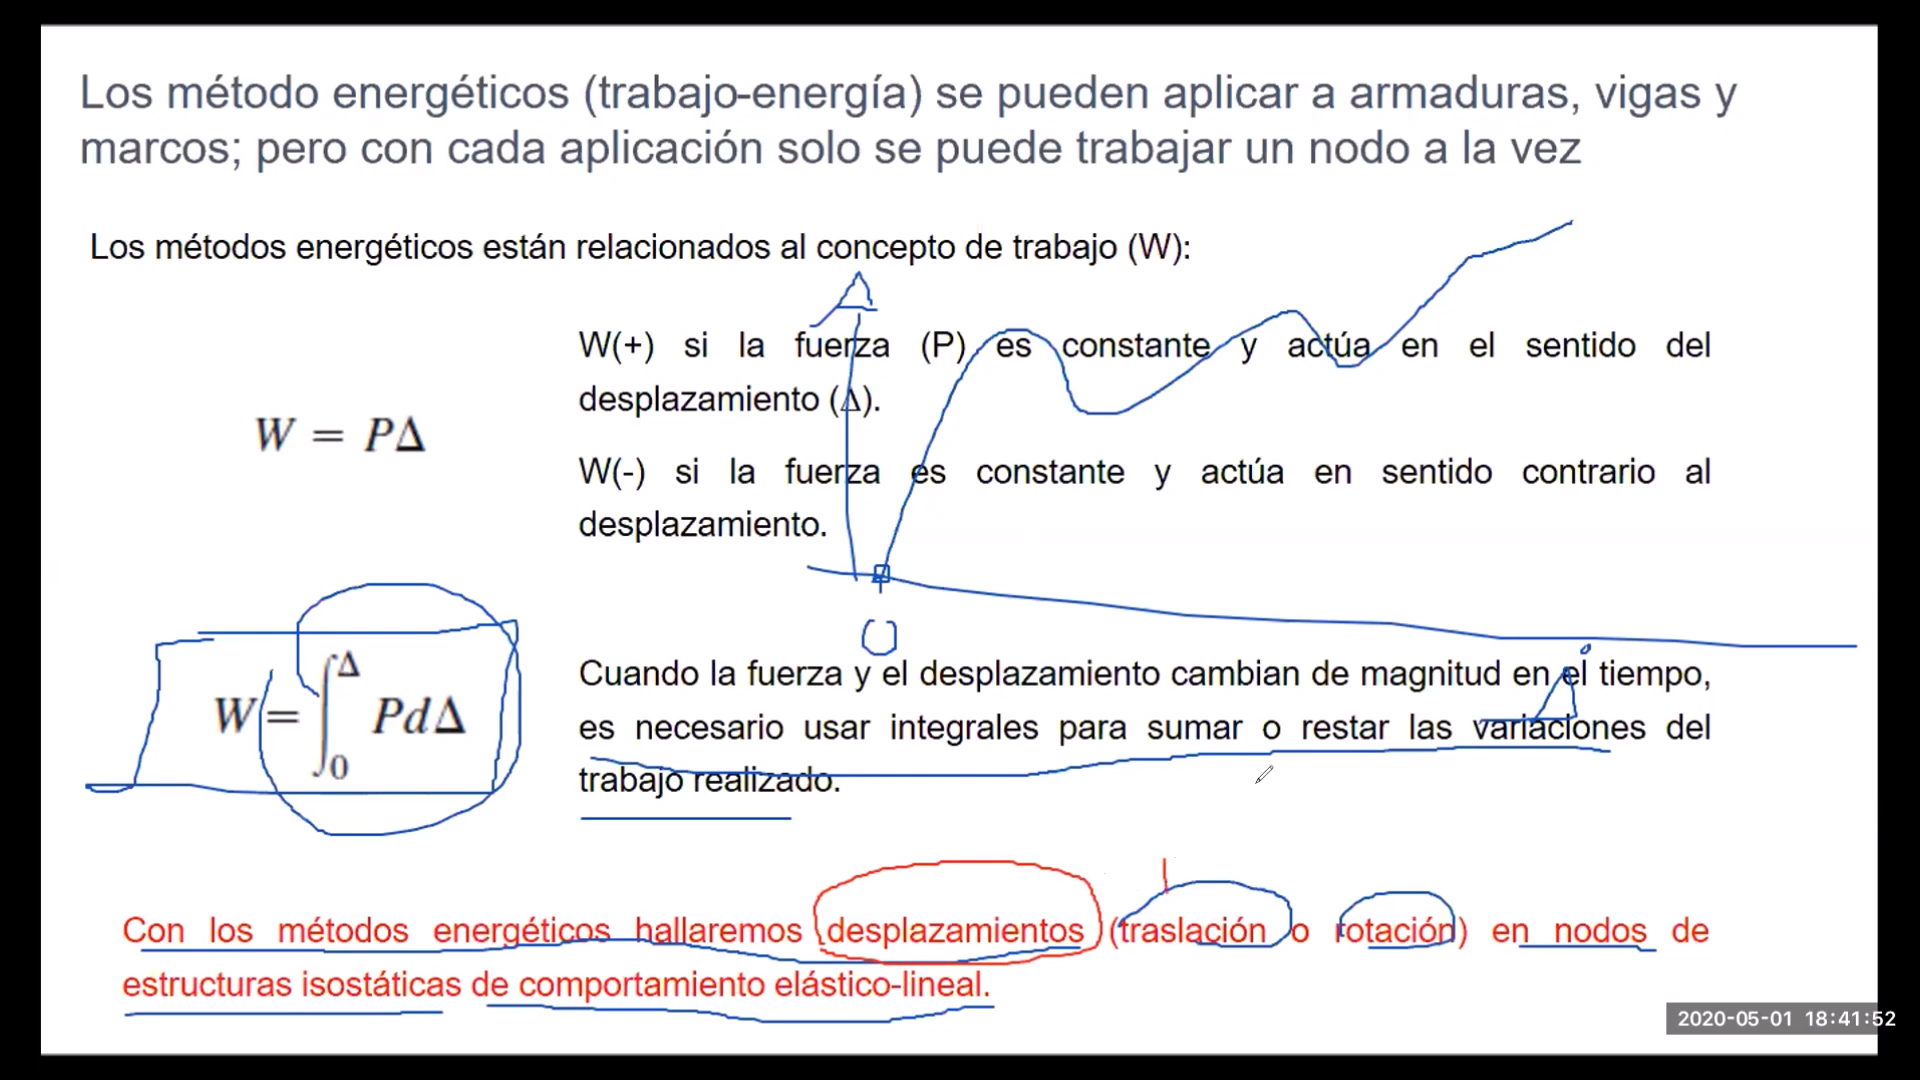 Los método energéticos (trabajo-energía) se pueden aplicar a armaduras, vigas y
marcos; pero con cada aplicación solo se puede trabajar un nodo a la vez
Los métodos energéticos están relacionados al concepto de trabajo (W):
W(+) si la fuerza (P) es constante y actúa en el sentido del
desplazamiento (Δ).
W = PΔ
W(-) si la fuerza es constante y actúa en sentido contrario al
desplazamiento.
W = ∫₀^Δ PdΔ
Cuando la fuerza y el desplazamiento cambian de magnitud en el tiempo,
es necesario usar integrales para sumar o restar las variaciones del
trabajo realizado.
Con los métodos energéticos hallaremos desplazamientos (traslación o rotación) en nodos de
estructuras isostáticas de comportamiento elástico-lineal.
2020-05-01 18:41:52